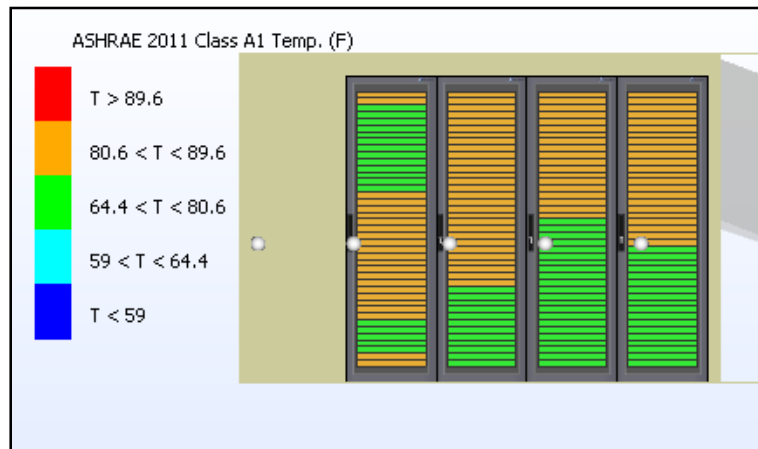 ASHRAE 2011 Class A1 Temp. (F)
T > 89.6
80.6 < T < 89.6
64.4 < T < 80.6
59 < T < 64.4
T < 59